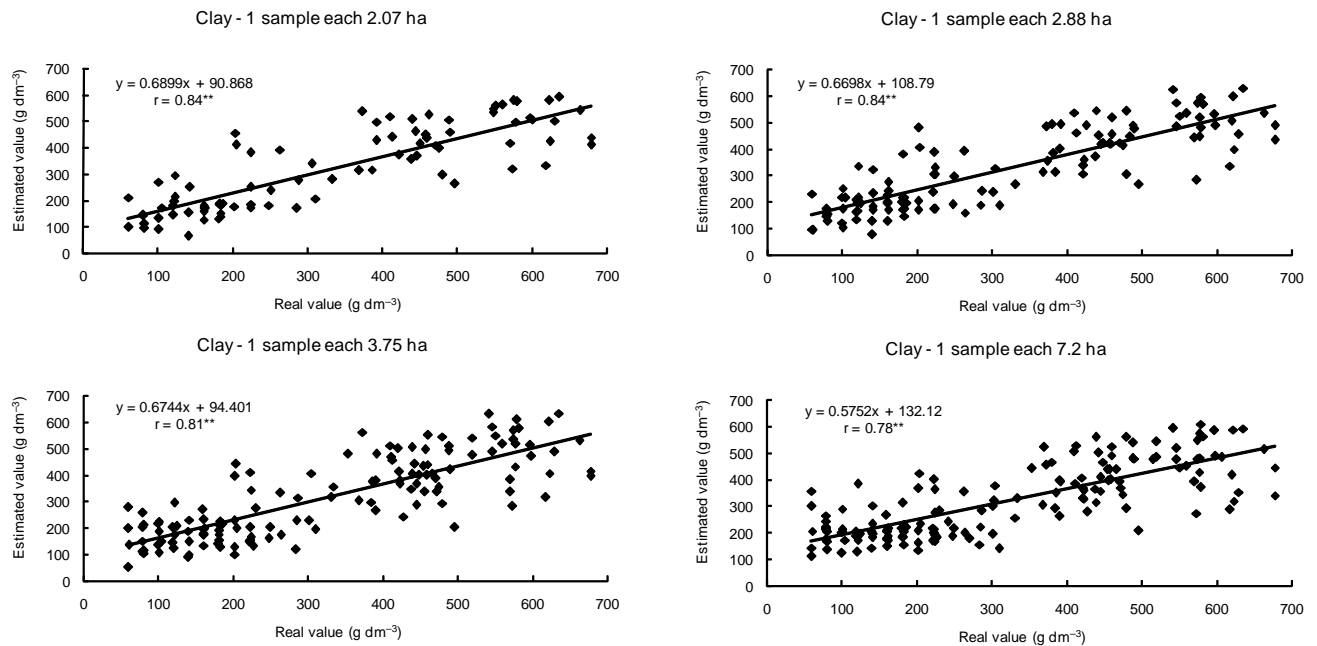 Clay - 1 sample each 2.07 ha
y = 0.6899x + 90.868
r = 0.84**
Estimated value (g dm⁻³)
700
600
500
400
300
200
100
0
0 100 200 300 400 500 600 700
Real value (g dm⁻³)
Clay - 1 sample each 2.88 ha
y = 0.6698x + 108.79
r = 0.84**
Estimated value (g dm⁻³)
700
600
500
400
300
200
100
0
0 100 200 300 400 500 600 700
Real value (g dm⁻³)
Clay - 1 sample each 3.75 ha
y = 0.6744x + 94.401
r = 0.81**
Estimated value (g dm⁻³)
700
600
500
400
300
200
100
0
0 100 200 300 400 500 600 700
Real value (g dm⁻³)
Clay - 1 sample each 7.2 ha
y = 0.5752x + 132.12
r = 0.78**
Estimated value (g dm⁻³)
700
600
500
400
300
200
100
0
0 100 200 300 400 500 600 700
Real value (g dm⁻³)